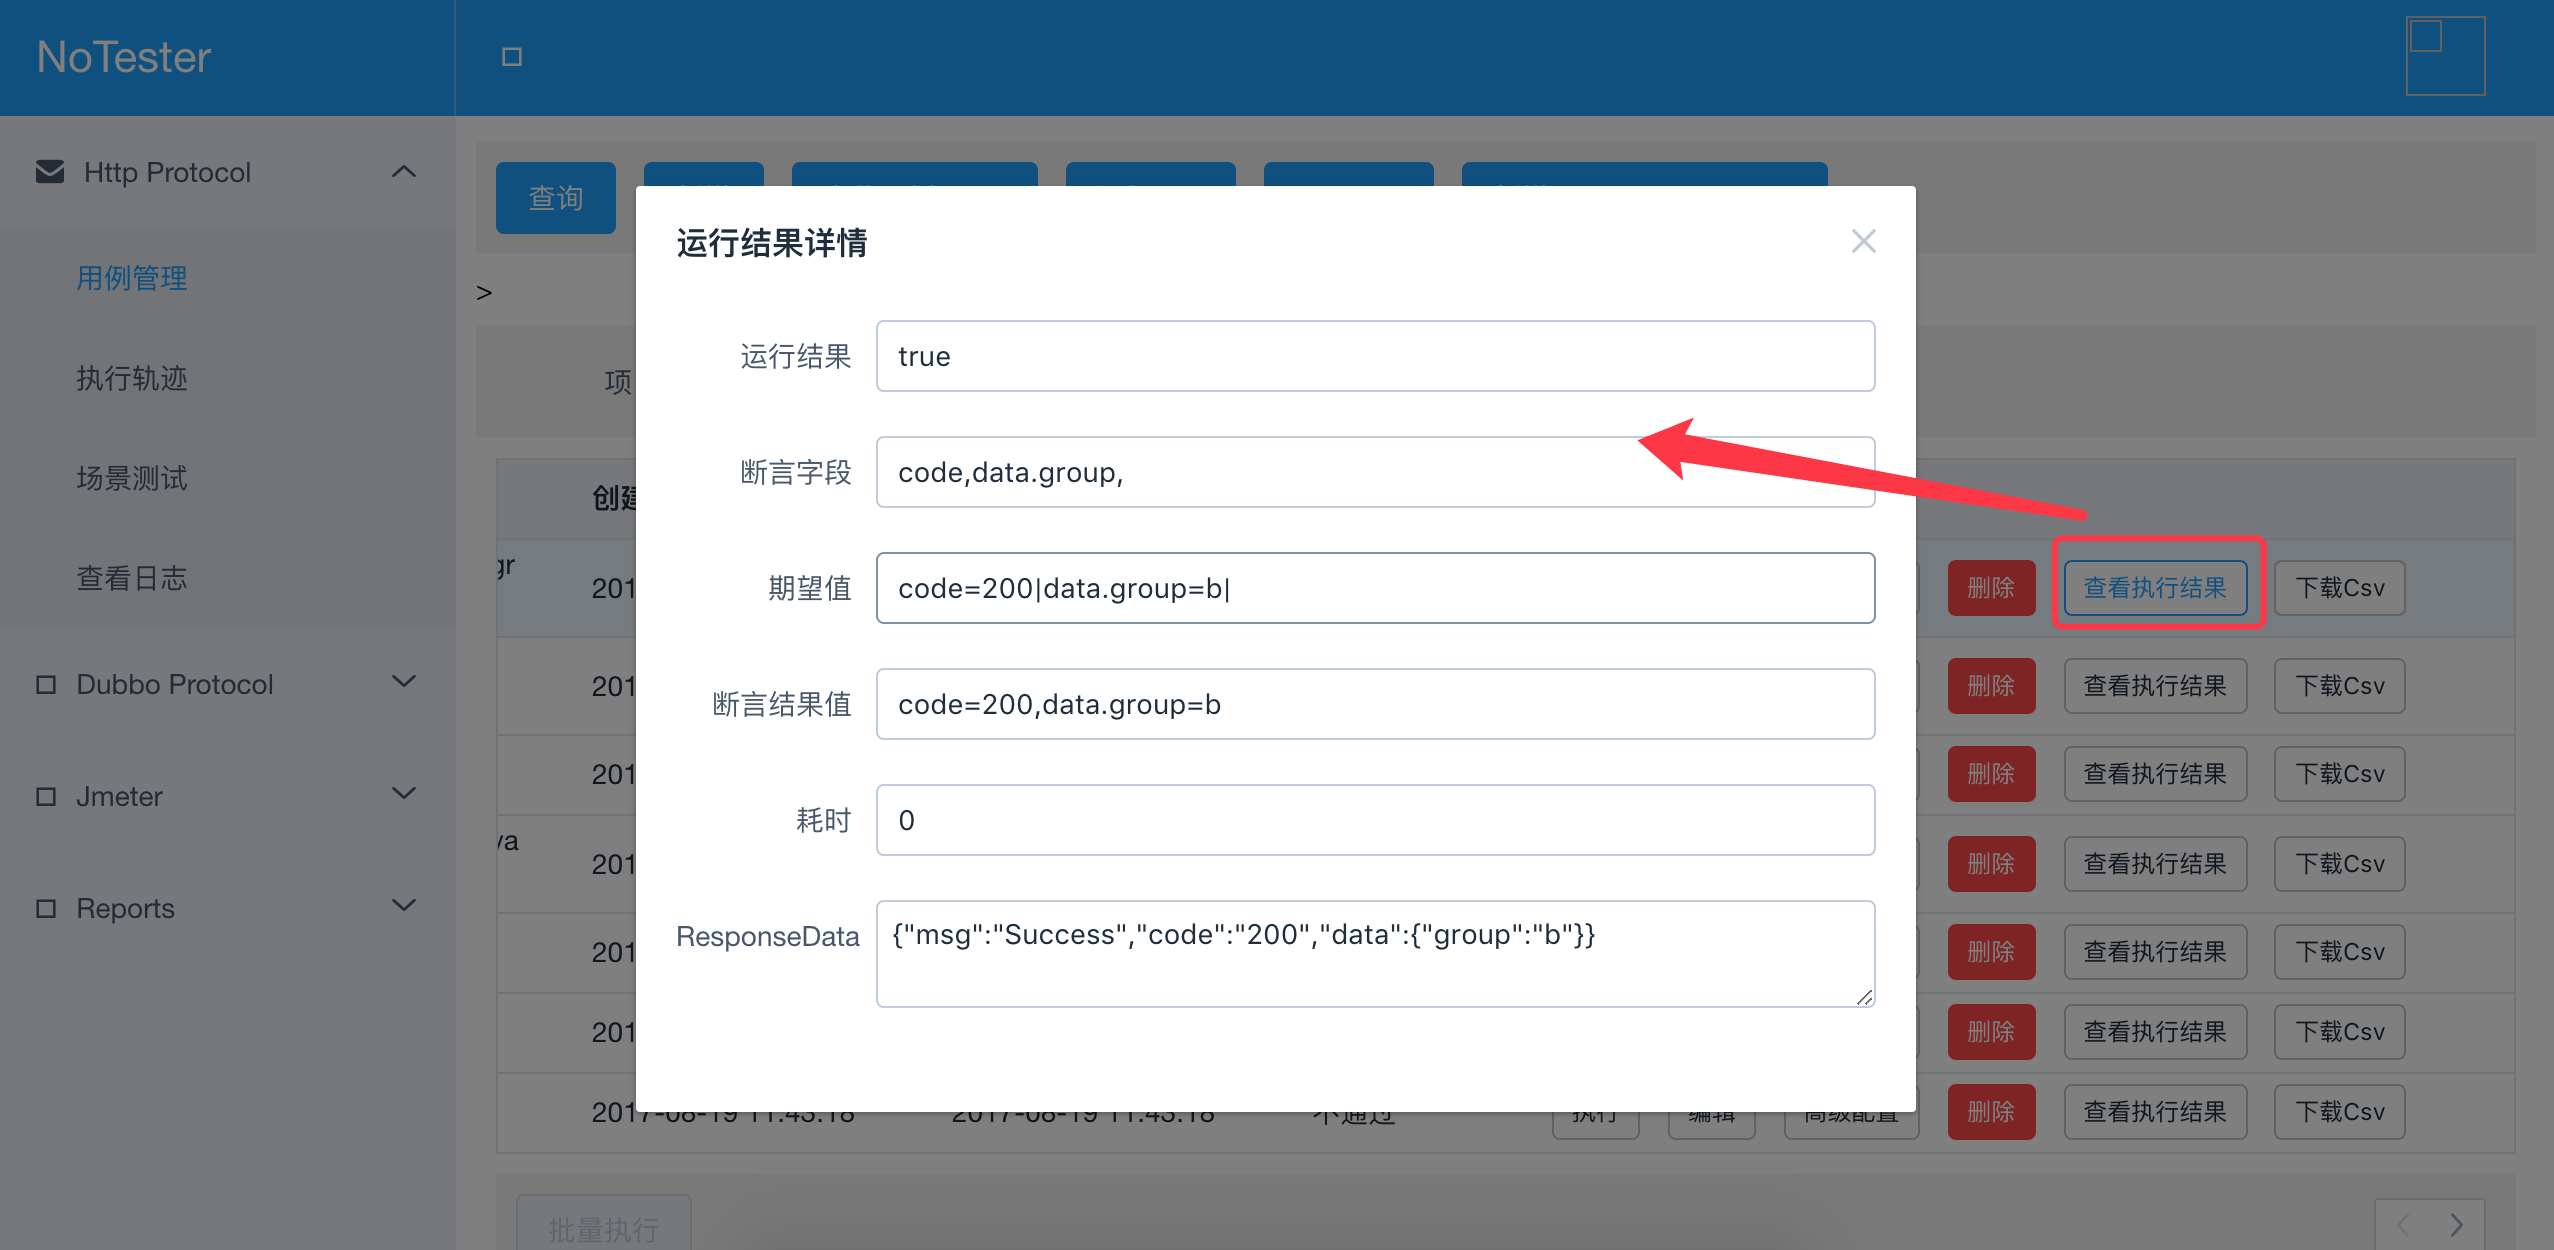 NoTester
Http Protocol
用例管理
执行轨迹
场景测试
查看日志
Dubbo Protocol
Jmeter
Reports
查询
>
项
创建
运行结果详情
运行结果
true
断言字段
code,data.group,
期望值
code=200|data.group=b|
断言结果值
code=200,data.group=b
耗时
0
ResponseData
{"msg":"Success","code":"200","data":{"group":"b"}}
gr
201 删除 查看执行结果 下载Csv
201 删除 查看执行结果 下载Csv
201 删除 查看执行结果 下载Csv
va
201 删除 查看执行结果 下载Csv
201 删除 查看执行结果 下载Csv
201 删除 查看执行结果 下载Csv
2017-08-19 11:43:18 2017-08-19 11:43:18 不通过 执行 编辑 高级配置 删除 查看执行结果 下载Csv
批量执行